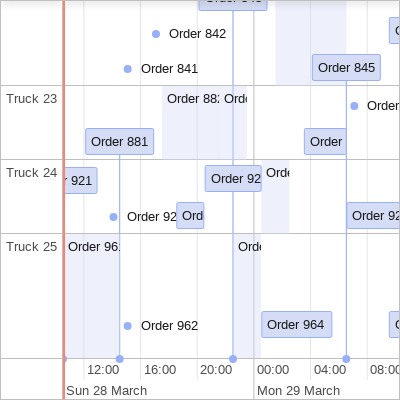 Order 842
Order 841
Order 845
Truck 23
Order 882
Orde
Order
Order 881
Order
Truck 24
921
Order 92
Orde
Order 92
Ord
Order 92
Truck 25
Order 96
Orde
Order 962
Order 964
12:00 16:00 20:00 00:00 04:00 08:00
Sun 28 March
Mon 29 March